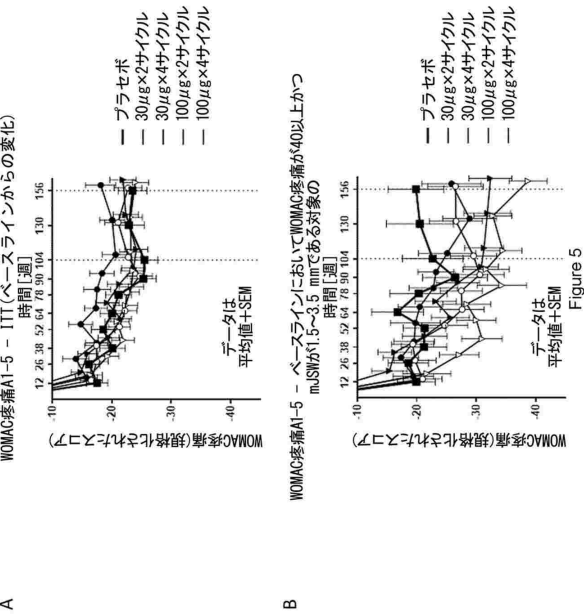 A
WOMAC疼痛A1-5 - ITT(ベースラインからの変化)
時間[週]
12 26 38 52 64 78 90 104 130 156
-10
-20
-30
-40
WOMAC疼痛(規格化されたスコア)
データは
平均値+SEM
プラセボ
30μg×2サイクル
30μg×4サイクル
100μg×2サイクル
100μg×4サイクル
B
WOMAC疼痛A1-5 - ベースラインにおいてWOMAC疼痛が40以上かつ
mJSWが1.5~3.5 mmである対象の
時間[週]
12 26 38 52 64 78 90 104 130 156
-10
-20
-30
-40
WOMAC疼痛(規格化されたスコア)
データは
平均値+SEM
プラセボ
30μg×2サイクル
30μg×4サイクル
100μg×2サイクル
100μg×4サイクル
Figure 5